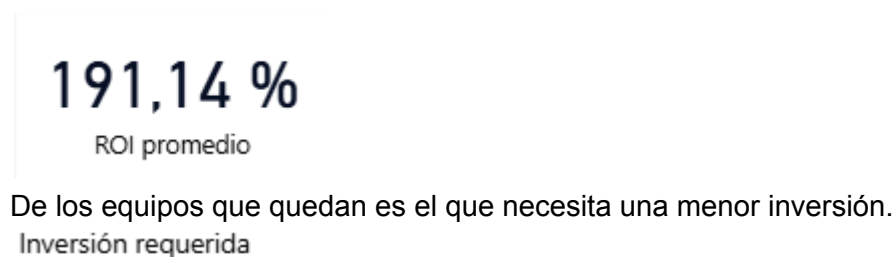 191,14 %
ROI promedio
De los equipos que quedan es el que necesita una menor inversión.
Inversión requerida